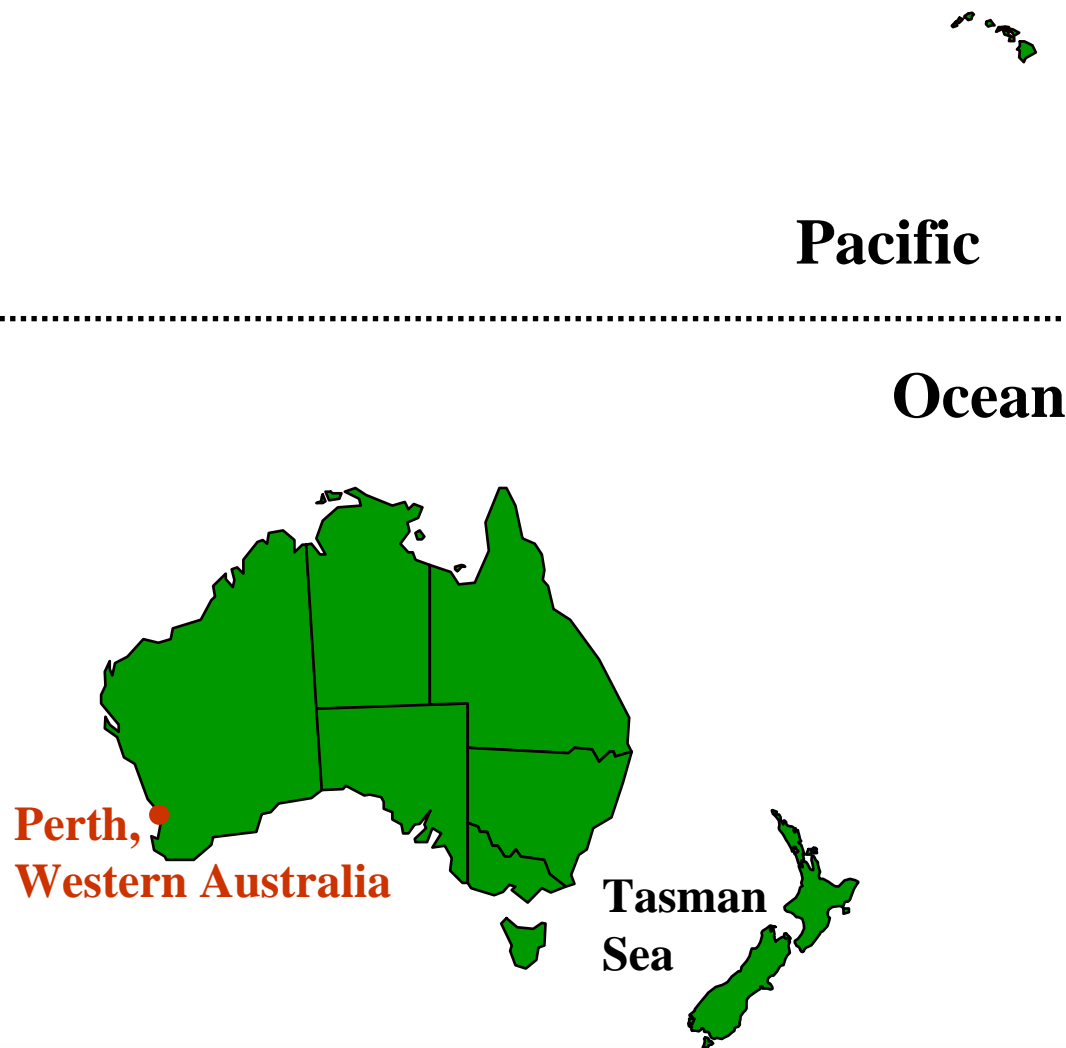 Pacific
Ocean
Perth,
Western Australia
Tasman
Sea